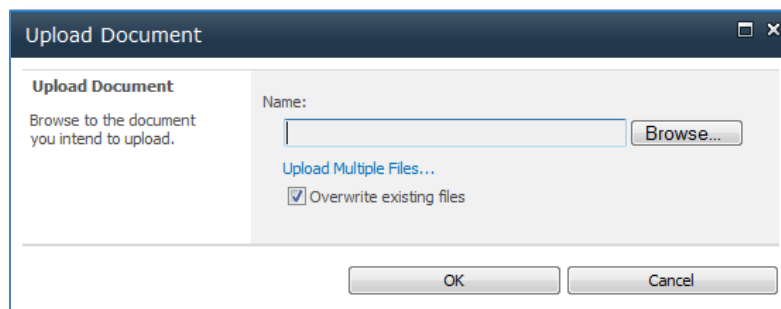 Upload Document
Upload Document
Browse to the document
you intend to upload.
Name:
Browse...
Upload Multiple Files...
Overwrite existing files
OK
Cancel